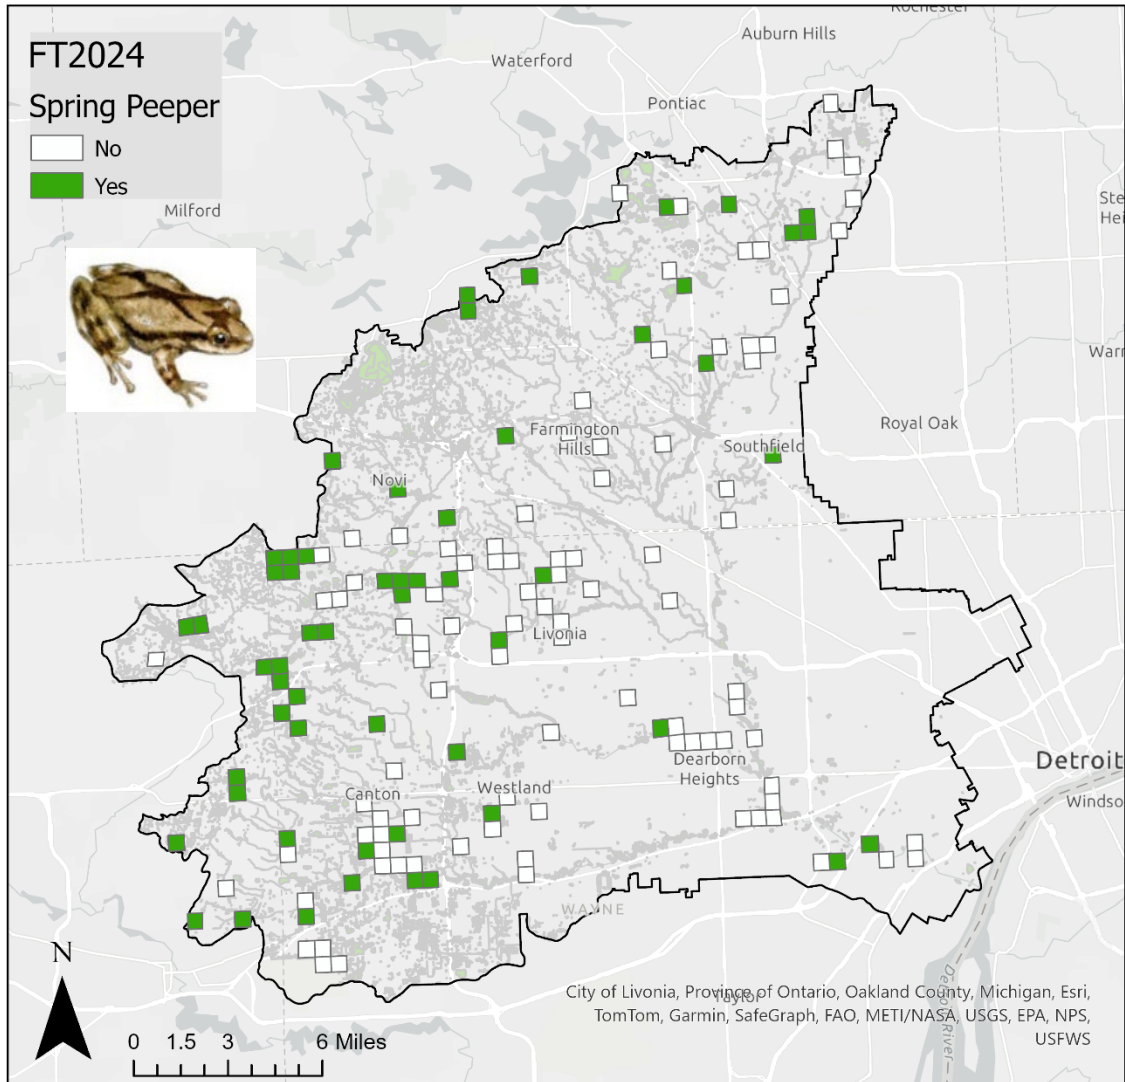 Rochester
Auburn Hills
FT2024
Waterford
Spring Peeper
Pontiac
No
Yes
Milford
Ste
Hei
Warr
Farmington
Hills
Royal Oak
Southfield
Novi
Livonia
Dearborn
Heights
Detroit
Canton
Westland
Windso
WAYNE
N
Taylor
Detroit River
City of Livonia, Province of Ontario, Oakland County, Michigan, Esri,
TomTom, Garmin, SafeGraph, FAO, METI/NASA, USGS, EPA, NPS,
USFWS
0 1.5 3 6 Miles